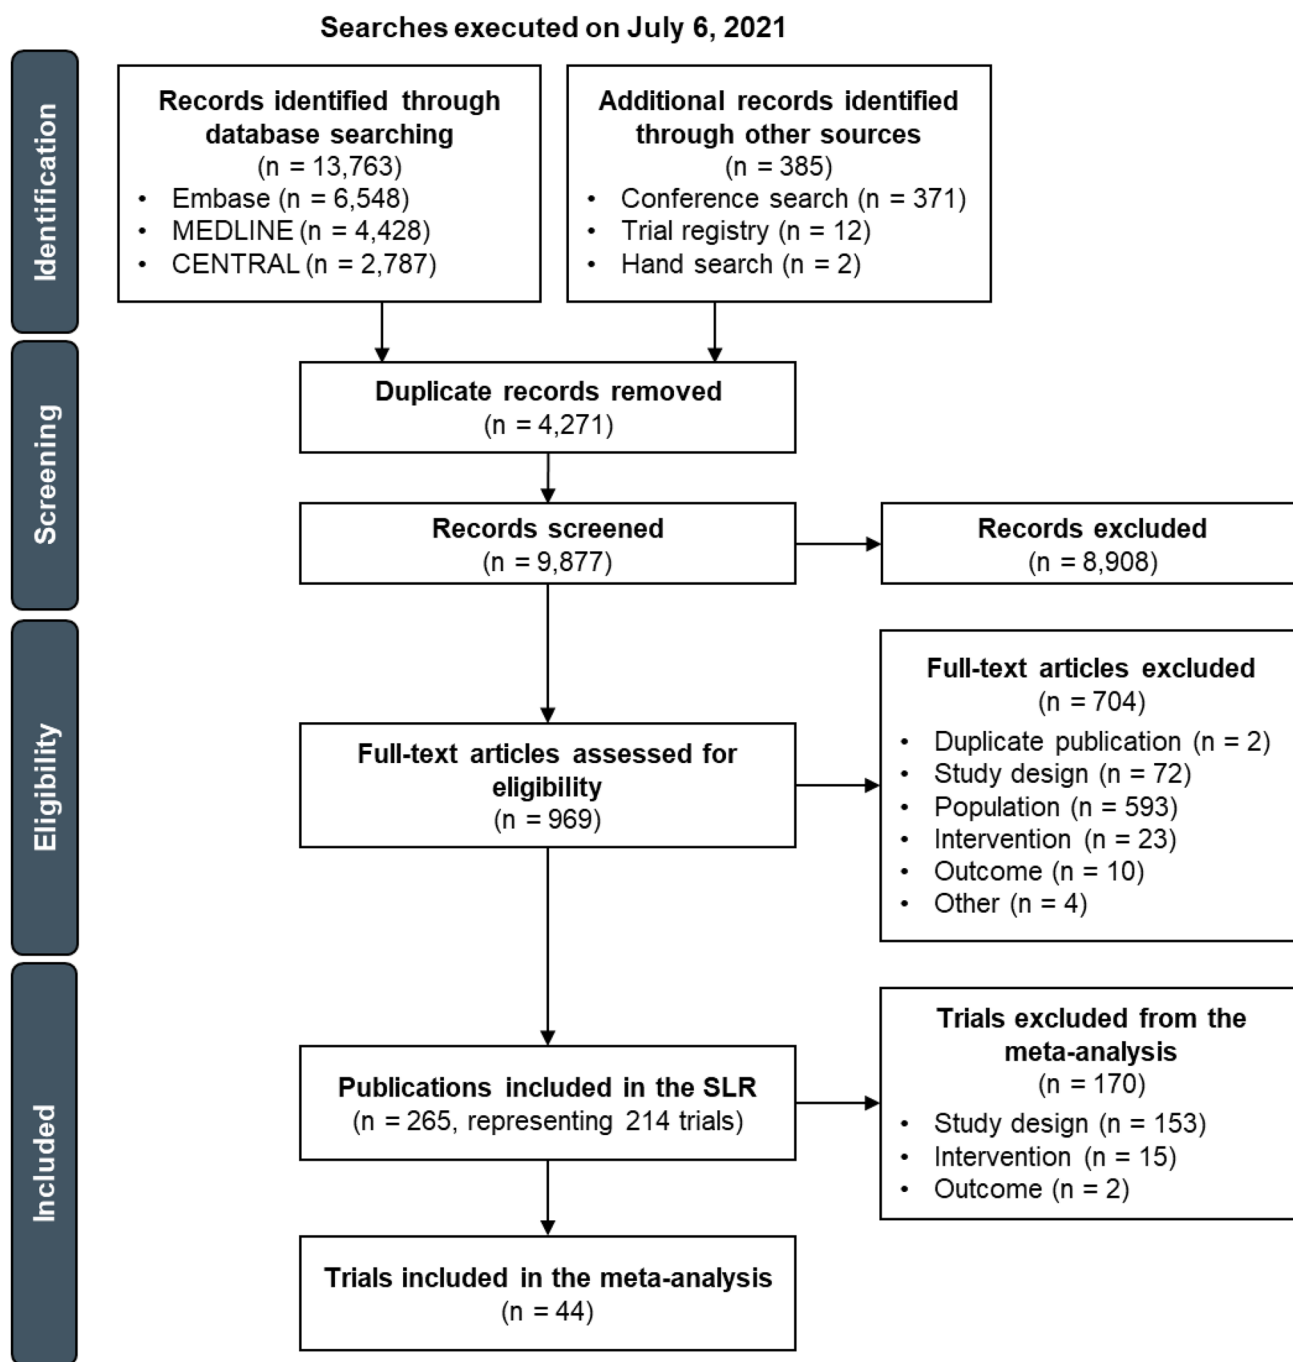 Searches executed on July 6, 2021
Identification
Records identified through
database searching
(n = 13,763)
• Embase (n = 6,548)
• MEDLINE (n = 4,428)
• CENTRAL (n = 2,787)
Additional records identified
through other sources
(n = 385)
• Conference search (n = 371)
• Trial registry (n = 12)
• Hand search (n = 2)
Screening
Duplicate records removed
(n = 4,271)
Records screened
(n = 9,877)
Records excluded
(n = 8,908)
Eligibility
Full-text articles assessed for
eligibility
(n = 969)
Full-text articles excluded
(n = 704)
• Duplicate publication (n = 2)
• Study design (n = 72)
• Population (n = 593)
• Intervention (n = 23)
• Outcome (n = 10)
• Other (n = 4)
Included
Publications included in the SLR
(n = 265, representing 214 trials)
Trials excluded from the
meta-analysis
(n = 170)
• Study design (n = 153)
• Intervention (n = 15)
• Outcome (n = 2)
Trials included in the meta-analysis
(n = 44)